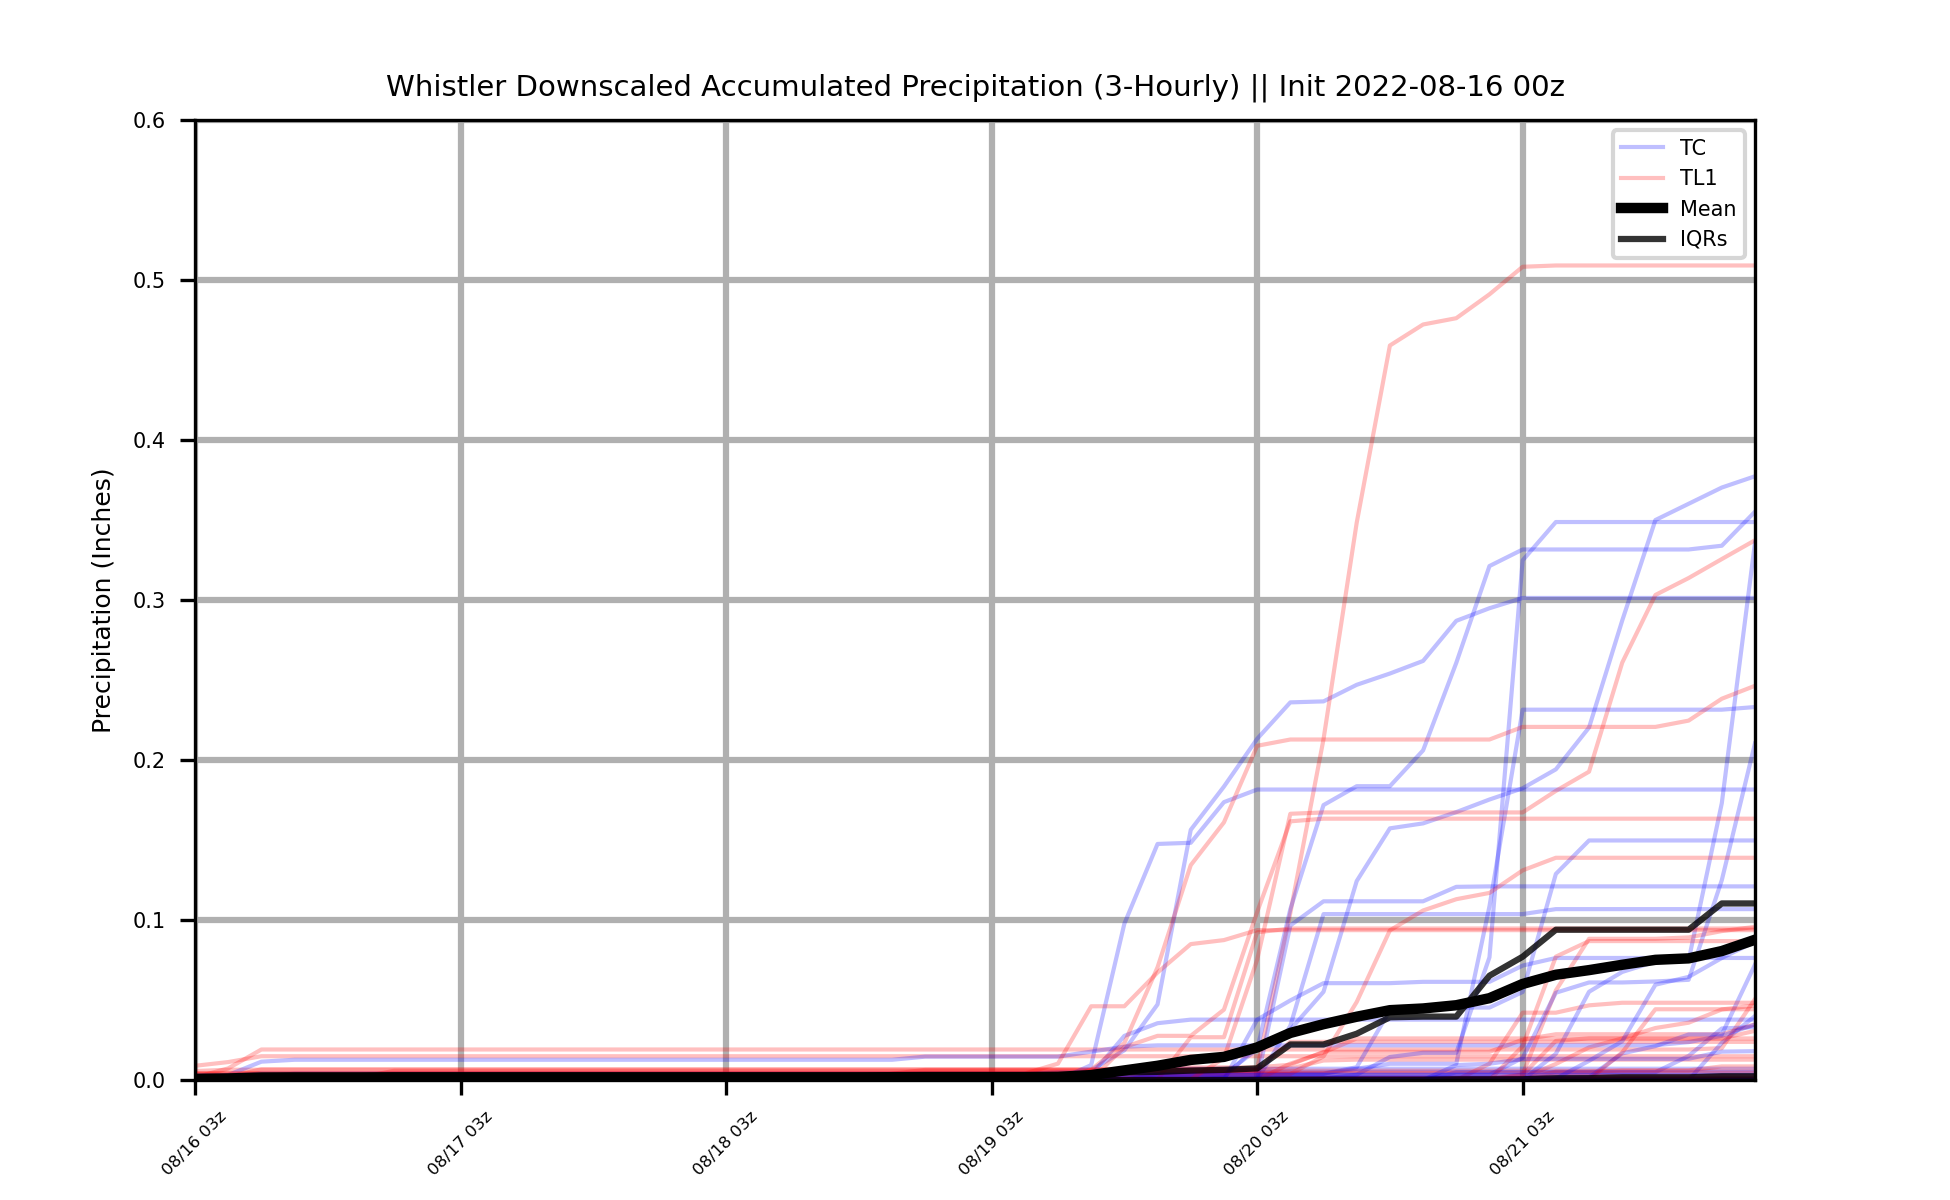 Whistler Downscaled Accumulated Precipitation (3-Hourly) || Init 2022-08-16 00z
0.6
0.5
0.4
0.3
0.2
0.1
0.0
Precipitation (Inches)
TC
TL1
Mean
IQRs
08/16 03z
08/17 03z
08/18 03z
08/19 03z
08/20 03z
08/21 03z